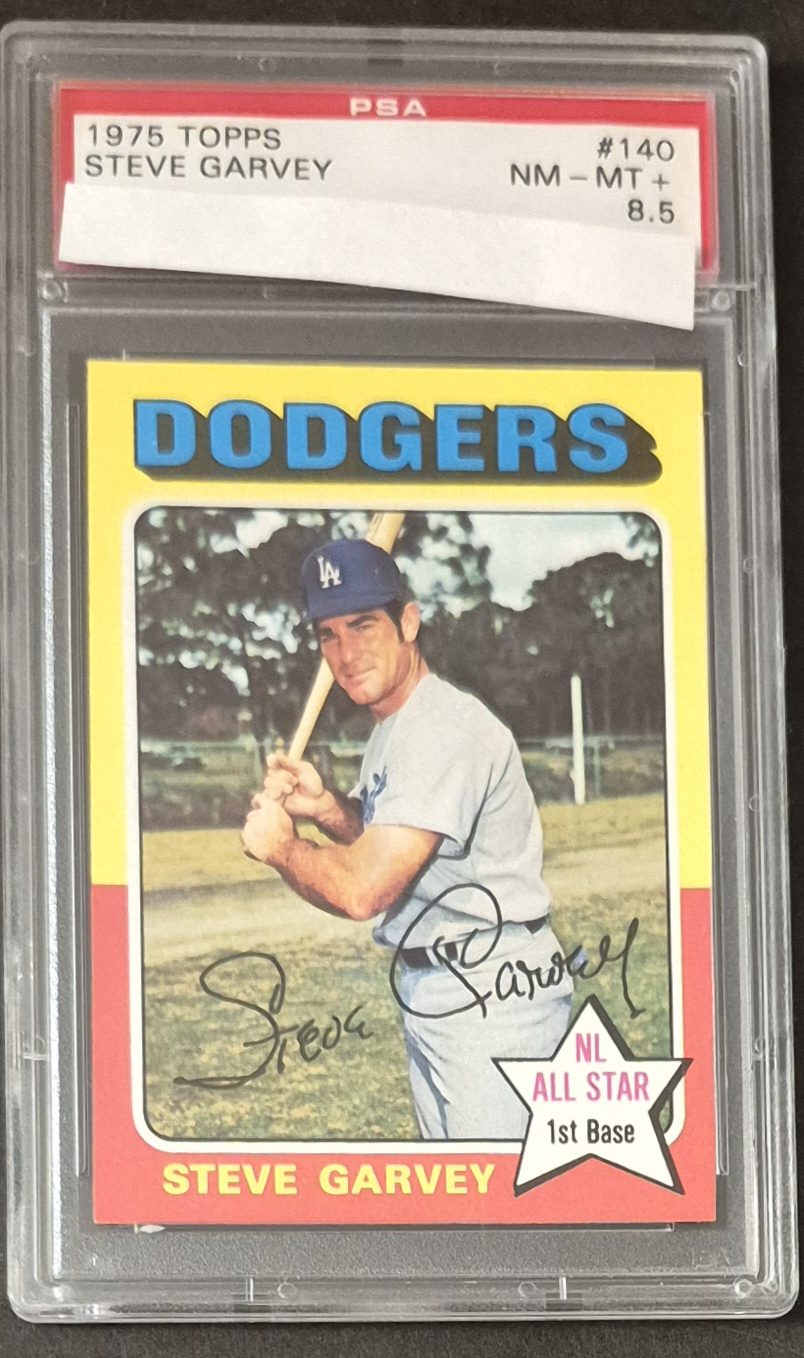 PSA
1975 TOPPS #140
STEVE GARVEY NM - MT +
8.5
DODGERS
LA
Steve Garvey
NL
ALL STAR
1st Base
STEVE GARVEY